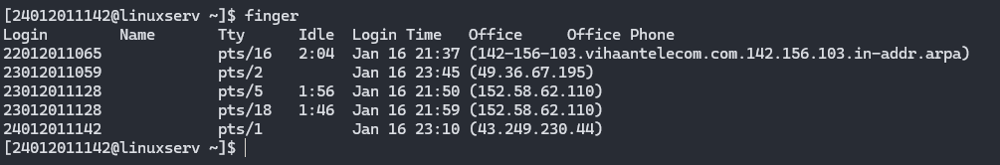 [24012011142@linuxserv ~]$ finger
Login        Name       Tty      Idle  Login Time   Office     Office Phone
22012011065             pts/16   2:04  Jan 16 21:37 (142-156-103.vihaantelecom.com.142.156.103.in-addr.arpa)
23012011059             pts/2          Jan 16 23:45 (49.36.67.195)
23012011128             pts/5    1:56  Jan 16 21:50 (152.58.62.110)
23012011128             pts/18   1:46  Jan 16 21:59 (152.58.62.110)
24012011142             pts/1          Jan 16 23:10 (43.249.230.44)
[24012011142@linuxserv ~]$